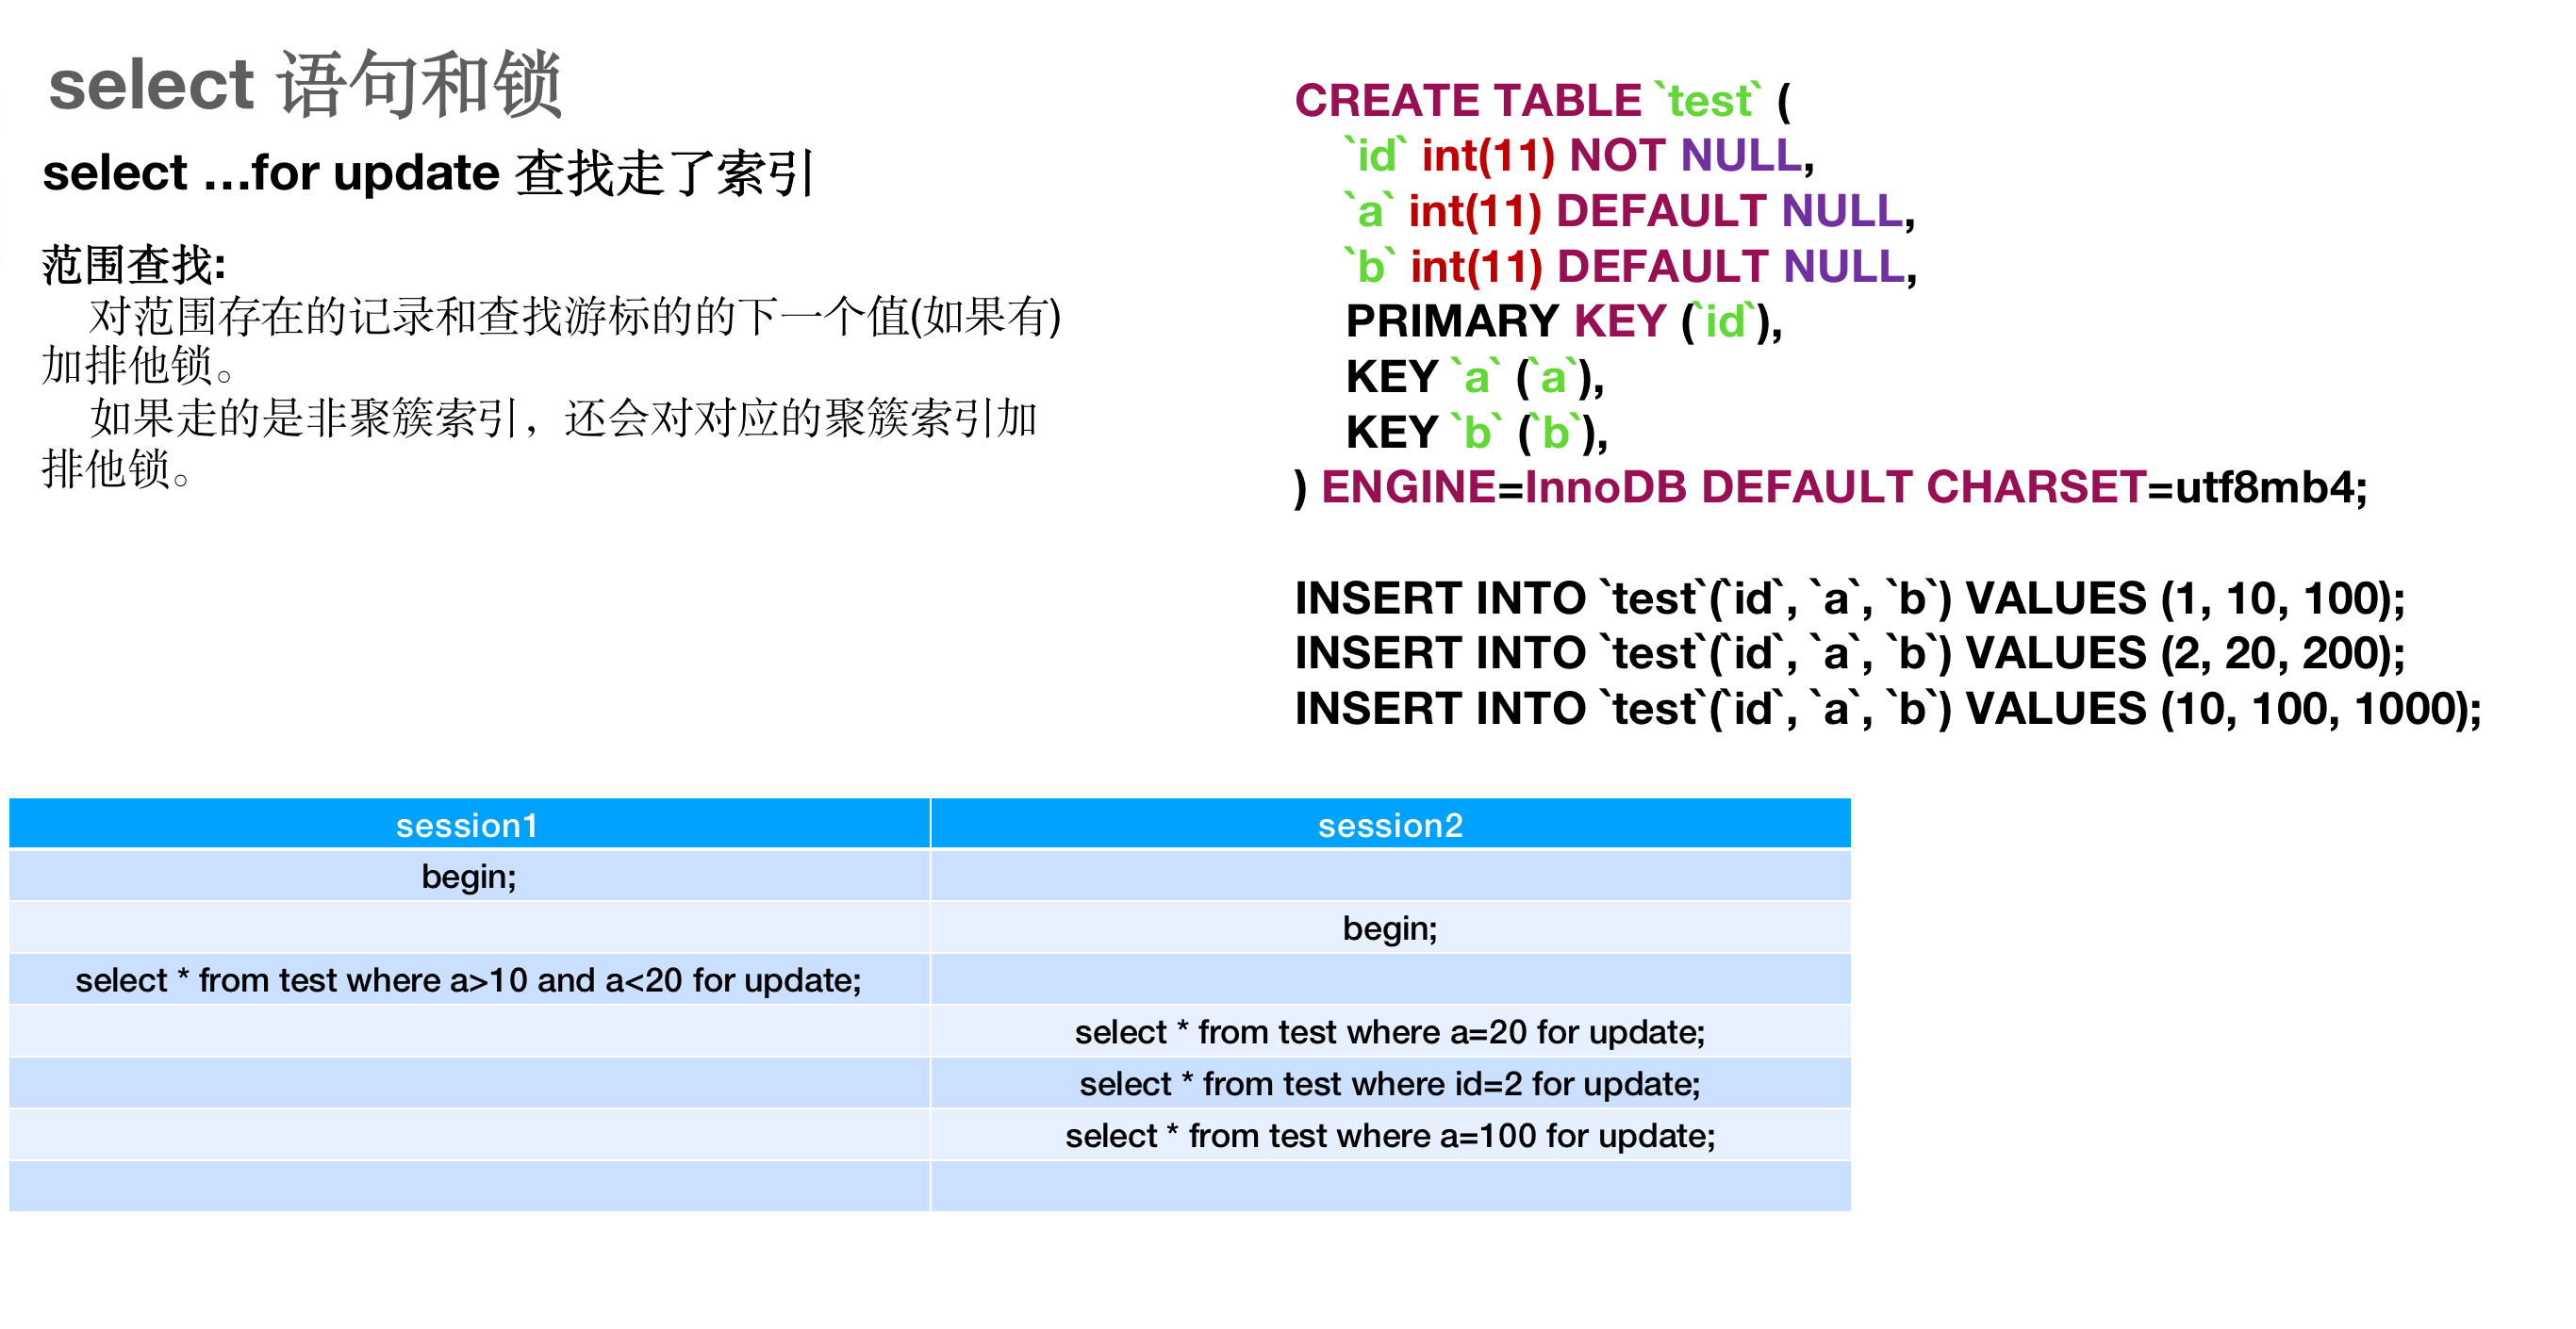 select 语句和锁
select …for update 查找走了索引
范围查找:
对范围存在的记录和查找游标的的下一个值(如果有)
加排他锁。
如果走的是非聚簇索引，还会对对应的聚簇索引加
排他锁。
CREATE TABLE `test` (
`id` int(11) NOT NULL,
`a` int(11) DEFAULT NULL,
`b` int(11) DEFAULT NULL,
PRIMARY KEY (`id`),
KEY `a` (`a`),
KEY `b` (`b`),
) ENGINE=InnoDB DEFAULT CHARSET=utf8mb4;
INSERT INTO `test`(`id`, `a`, `b`) VALUES (1, 10, 100);
INSERT INTO `test`(`id`, `a`, `b`) VALUES (2, 20, 200);
INSERT INTO `test`(`id`, `a`, `b`) VALUES (10, 100, 1000);
session1 session2
begin;
begin;
select * from test where a>10 and a<20 for update;
select * from test where a=20 for update;
select * from test where id=2 for update;
select * from test where a=100 for update;